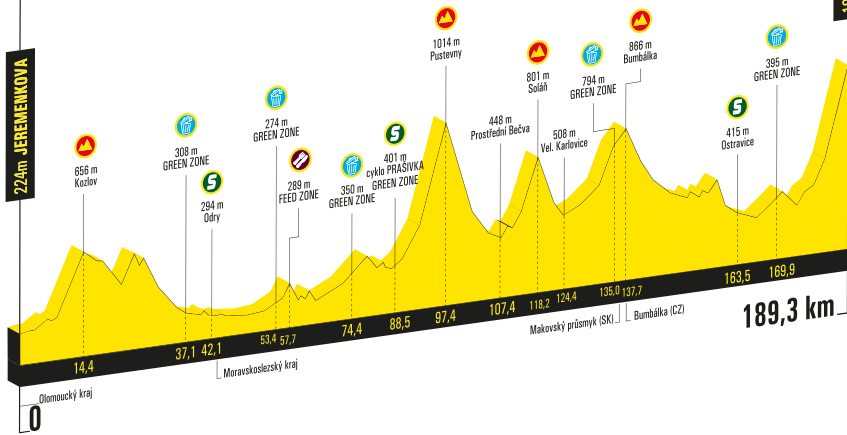 224m JEREMENKOVA
656 m
Kozlov
308 m
GREEN ZONE
S
294 m
Odry
274 m
GREEN ZONE
289 m
FEED ZONE
350 m
GREEN ZONE
S
401 m
cyklo PRAŠIVKA
GREEN ZONE
1014 m
Pustevny
448 m
Prostřední Bečva
801 m
Soláň
508 m
Vel. Karlovice
794 m
GREEN ZONE
866 m
Bumbálka
S
415 m
Ostravice
395 m
GREEN ZONE
14,4
37,1
42,1
53,4
57,7
74,4
88,5
97,4
107,4
118,2
124,4
135,0
137,7
163,5
169,9
189,3 km
Olomoucký kraj
Moravskoslezský kraj
Makovský průsmyk (SK)
Bumbálka (CZ)
0